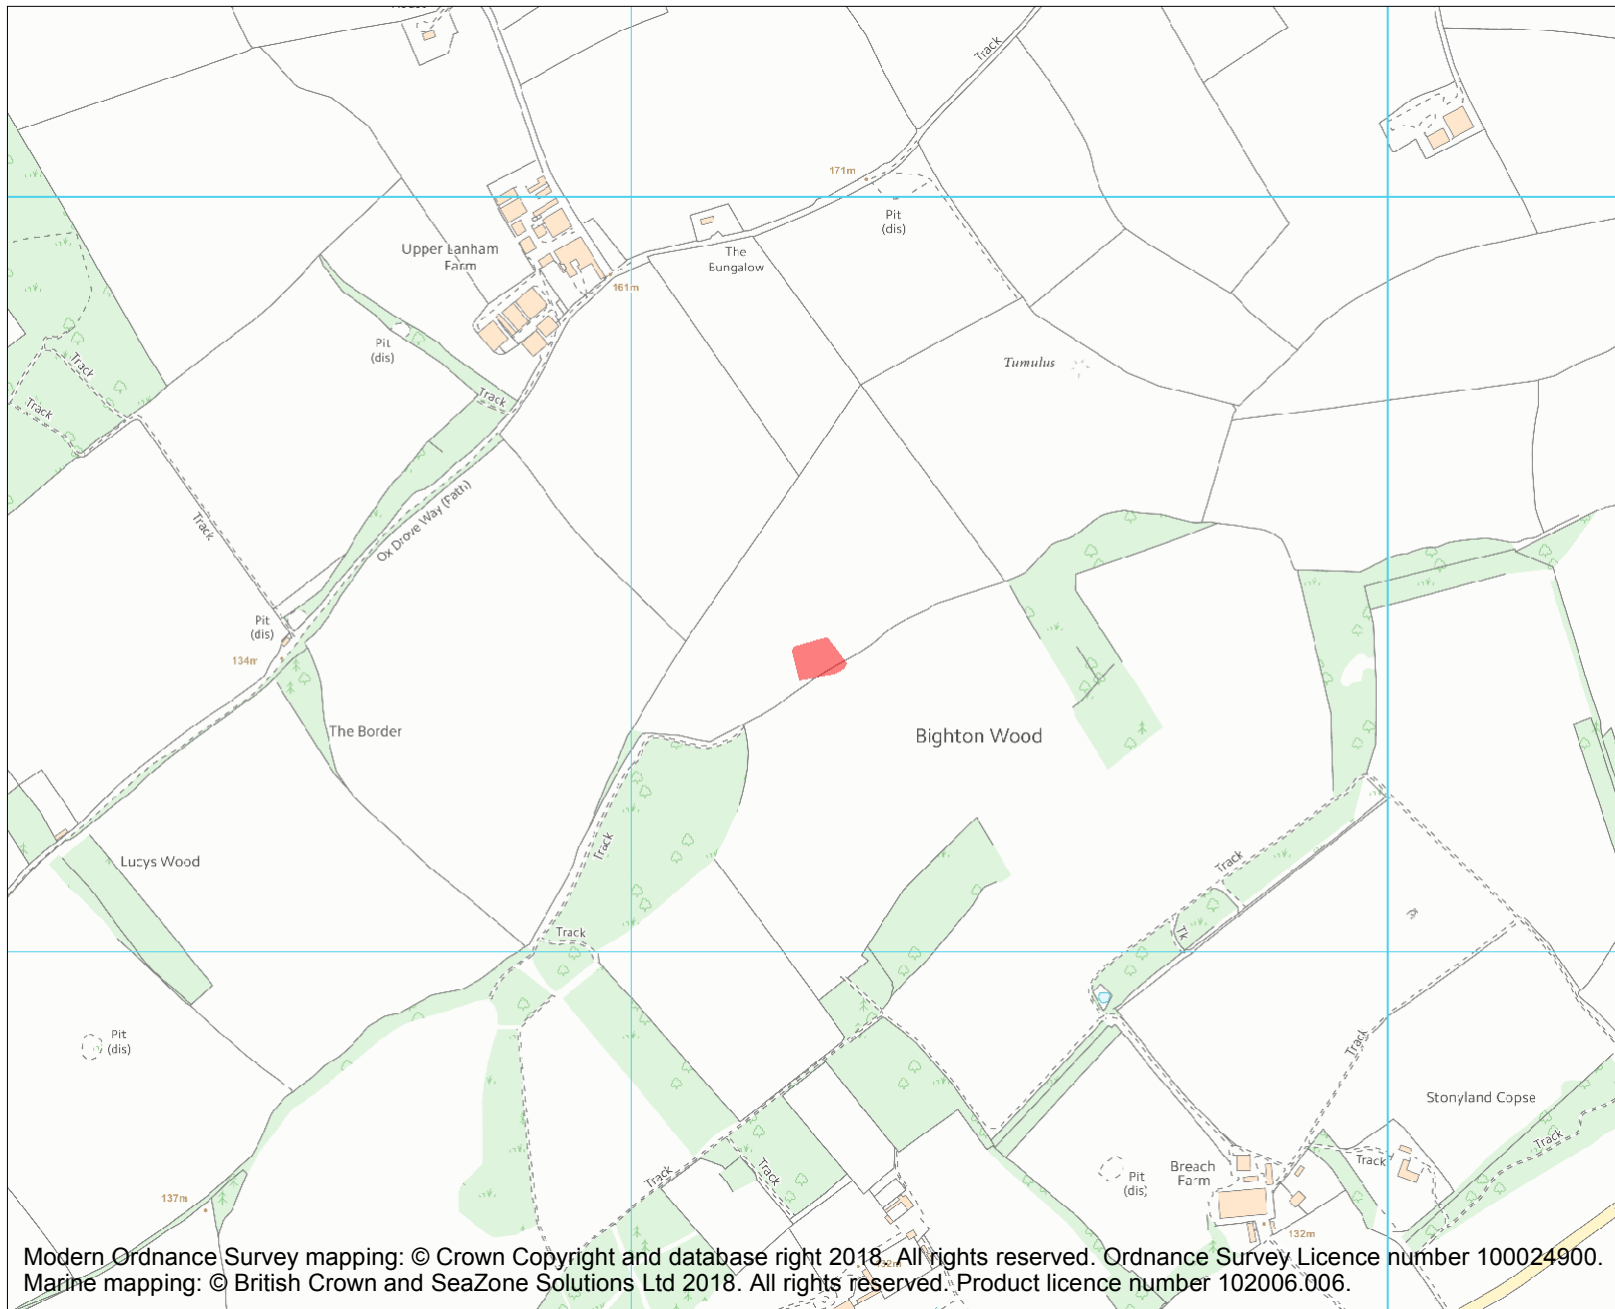 Track
171m
Pit
(dis)
Upper Lanham
Farm
The
Bungalow
161m
Pit
(dis)
Tumulus
Track
Track
Track
Track
Ox Drove Way (Path)
Pit
(dis)
134m
The Border
Bighton Wood
Track
Lucys Wood
Track
Track
Tk
Pit
(dis)
Track
Stonyland Copse
Track
Track
Track
Track
Pit
(dis)
Breach
Farm
137m
132m
Modern Ordnance Survey mapping: © Crown Copyright and database right 2018. All rights reserved. Ordnance Survey Licence number 100024900.
Marine mapping: © British Crown and SeaZone Solutions Ltd 2018. All rights reserved. Product licence number 102006.006.